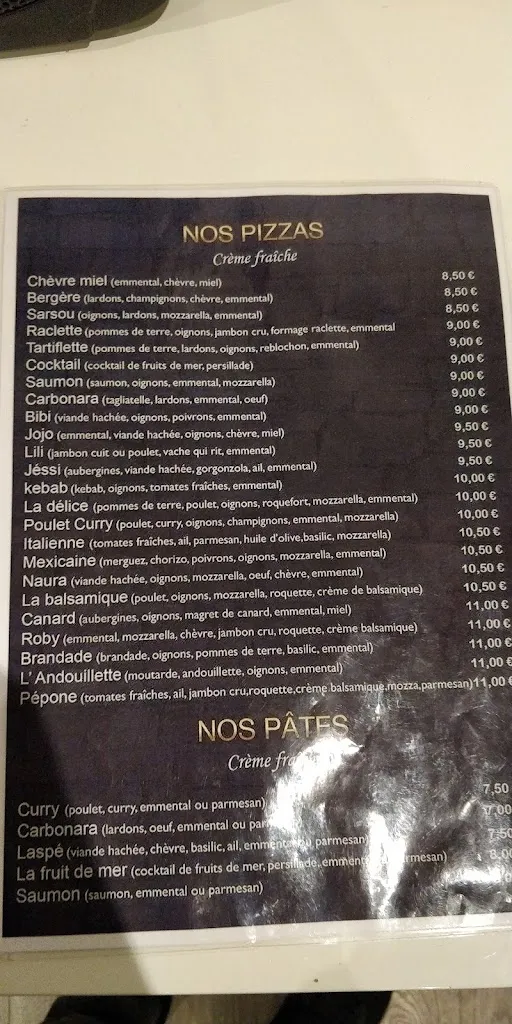 NOS PIZZAS
Crème fraîche
Chèvre miel (emmental, chèvre, miel) 8,50 €
Bergère (lardons, champignons, chèvre, emmental) 8,50 €
Sarsou (oignons, lardons, mozzarella, emmental) 8,50 €
Raclette (pommes de terre, oignons, jambon cru, formage raclette, emmental 9,00 €
Tartiflette (pommes de terre, lardons, oignons, reblochon, emmental) 9,00 €
Cocktail (cocktail de fruits de mer, persillade) 9,00 €
Saumon (saumon, oignons, emmental, mozzarella) 9,00 €
Carbonara (tagliatelle, lardons, emmental, oeuf) 9,00 €
Bibi (viande hachée, oignons, poivrons, emmental) 9,00 €
Jojo (emmental, viande hachée, oignons, chèvre, miel) 9,50 €
Lili (jambon cuit ou poulet, vache qui rit, emmental) 9,50 €
Jéssi (aubergines, viande hachée, gorgonzola, ail, emmental) 9,50 €
kebab (kebab, oignons, tomates fraîches, emmental) 10,00 €
La délice (pommes de terre, poulet, oignons, roquefort, mozzarella, emmental) 10,00 €
Poulet Curry (poulet, curry, oignons, champignons, emmental, mozzarella) 10,00 €
Italienne (tomates fraîches, ail, parmesan, huile d'olive,basilic, mozzarella) 10,50 €
Mexicaine (merguez, chorizo, poivrons, oignons, mozzarella, emmental) 10,50 €
Naura (viande hachée, oignons, mozzarella, oeuf, chèvre, emmental) 10,50 €
La balsamique (poulet, oignons, mozzarella, roquette, crème de balsamique) 10,50 €
Canard (aubergines, oignons, magret de canard, emmental, miel) 11,00 €
Roby (emmental, mozzarella, chèvre, jambon cru, roquette, crème balsamique) 11,00 €
Brandade (brandade, oignons, pommes de terre, basilic, emmental) 11,00 €
L'Andouillette (moutarde, andouillette, oignons, emmental) 11,00 €
Pépone (tomates fraîches, ail, jambon cru,roquette,crème balsamique,mozza,parmesan) 11,00 €
NOS PÂTES
Crème
Curry (poulet, curry, emmental ou parmesan) 7,50
Carbonara (lardons, oeuf, emmental ou 7,00
Laspé (viande hachée, chèvre, basilic, ail, parmesan) 7,50
La fruit de mer (cocktail de fruits de mer, persillade, parmesan)
Saumon (saumon, emmental ou parmesan)